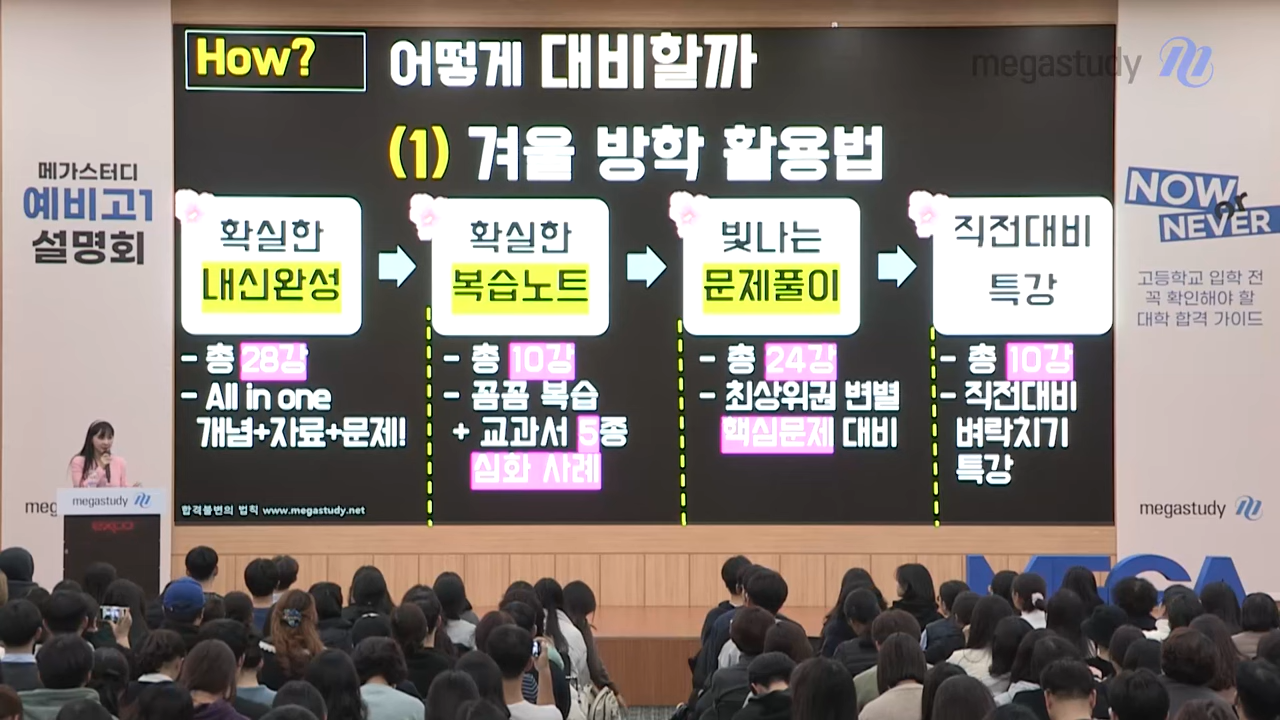 How?
어떻게 대비할까
megastudy
(1) 겨울 방학 활용법
확실한
내신완성
- 총 28강
- All in one
개념+자료+문제!!
확실한
복습노트
- 총 10강
- 꼼꼼 복습
+ 교과서 5종
심화 사례
빛나는
문제풀이
- 총 24강
- 최상위권 변별
핵심문제 대비
직전대비
특강
- 총 10강
- 직전대비
벼락치기
특강
합격불변의 법칙 www.megastudy.net
메가스터디
예비고1
설명회
meg
megastudy
expo
NOW
or
NEVER
고등학교 입학 전
꼭 확인해야 할
대학 합격 가이드
megastudy
MEGA